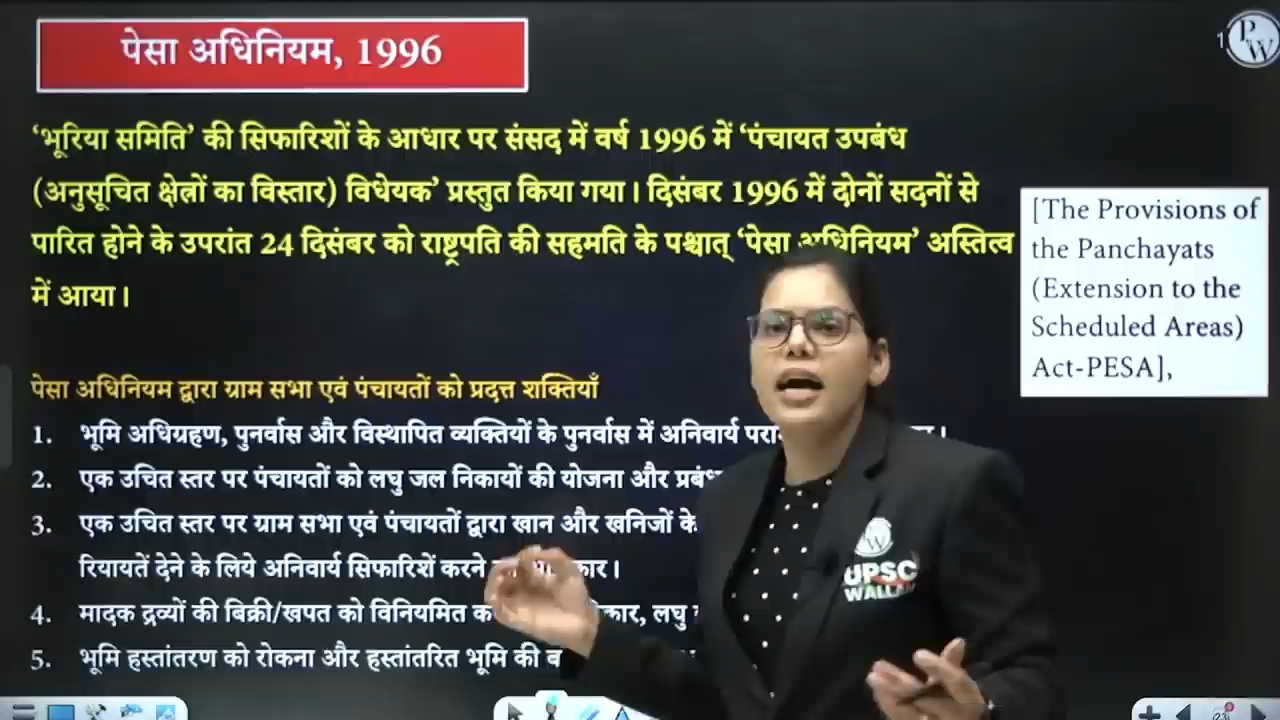 पेसा अधिनियम, 1996
1
PW
‘भूरिया समिति’ की सिफारिशों के आधार पर संसद में वर्ष 1996 में ‘पंचायत उपबंध
(अनुसूचित क्षेत्रों का विस्तार) विधेयक’ प्रस्तुत किया गया। दिसंबर 1996 में दोनों सदनों से
पारित होने के उपरांत 24 दिसंबर को राष्ट्रपति की सहमति के पश्चात् ‘पेसा अधिनियम’ अस्तित्व
में आया।
[The Provisions of
the Panchayats
(Extension to the
Scheduled Areas)
Act-PESA],
पेसा अधिनियम द्वारा ग्राम सभा एवं पंचायतों को प्रदत्त शक्तियाँ
1. भूमि अधिग्रहण, पुनर्वास और विस्थापित व्यक्तियों के पुनर्वास में अनिवार्य
2. एक उचित स्तर पर पंचायतों को लघु जल निकायों की योजना और
3. एक उचित स्तर पर ग्राम सभा एवं पंचायतों द्वारा खान और खनिजों के
रियायतें देने के लिये अनिवार्य सिफारिशें करने
4. मादक द्रव्यों की बिक्री/खपत को विनियमित लघु
5. भूमि हस्तांतरण को रोकना और हस्तांतरित भूमि की
UPSC
WALLAH
23